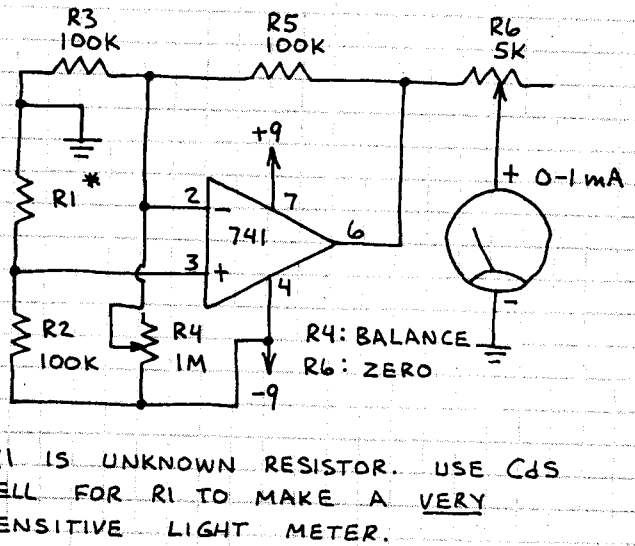 R3
100K
R5
100K
R6
5K
+9
*
R1
2
-
7
+ 0-1mA
741
6
3
+
4
R2
100K
R4
1M
R4: BALANCE
-
R6: ZERO
-9
IS UNKNOWN RESISTOR. USE CdS
FOR R1 TO MAKE A VERY
LIGHT METER.